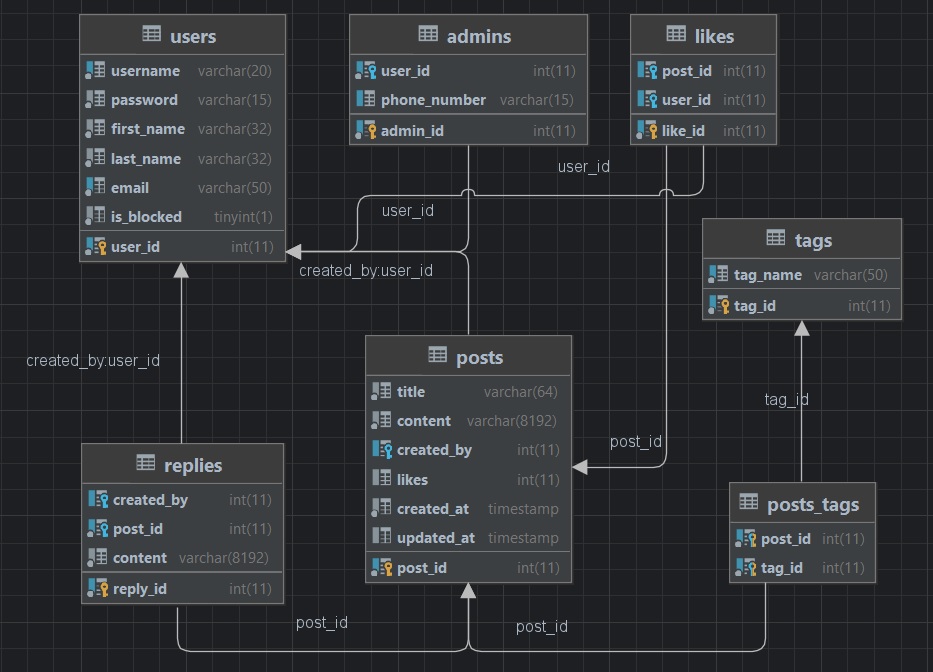 users
username varchar(20)
password varchar(15)
first_name varchar(32)
last_name varchar(32)
email varchar(50)
is_blocked tinyint(1)
user_id int(11)
admins
user_id int(11)
phone_number varchar(15)
admin_id int(11)
likes
post_id int(11)
user_id int(11)
like_id int(11)
user_id
user_id
created_by:user_id
tags
tag_name varchar(50)
tag_id int(11)
created_by:user_id
posts
title varchar(64)
content varchar(8192)
created_by int(11)
likes int(11)
created_at timestamp
updated_at timestamp
post_id int(11)
tag_id
post_id
replies
created_by int(11)
post_id int(11)
content varchar(8192)
reply_id int(11)
posts_tags
post_id int(11)
tag_id int(11)
post_id
post_id